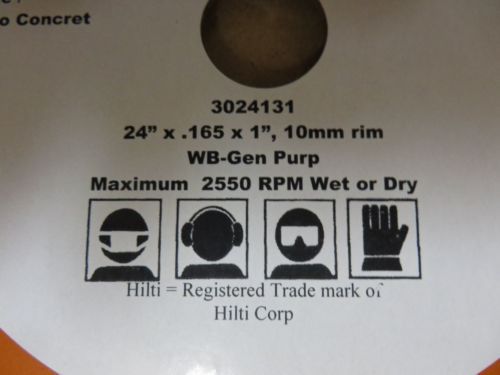 o Concret
3024131
24” x .165 x 1”, 10mm rim
WB-Gen Purp
Maximum 2550 RPM Wet or Dry
Hilti = Registered Trade mark of
Hilti Corp